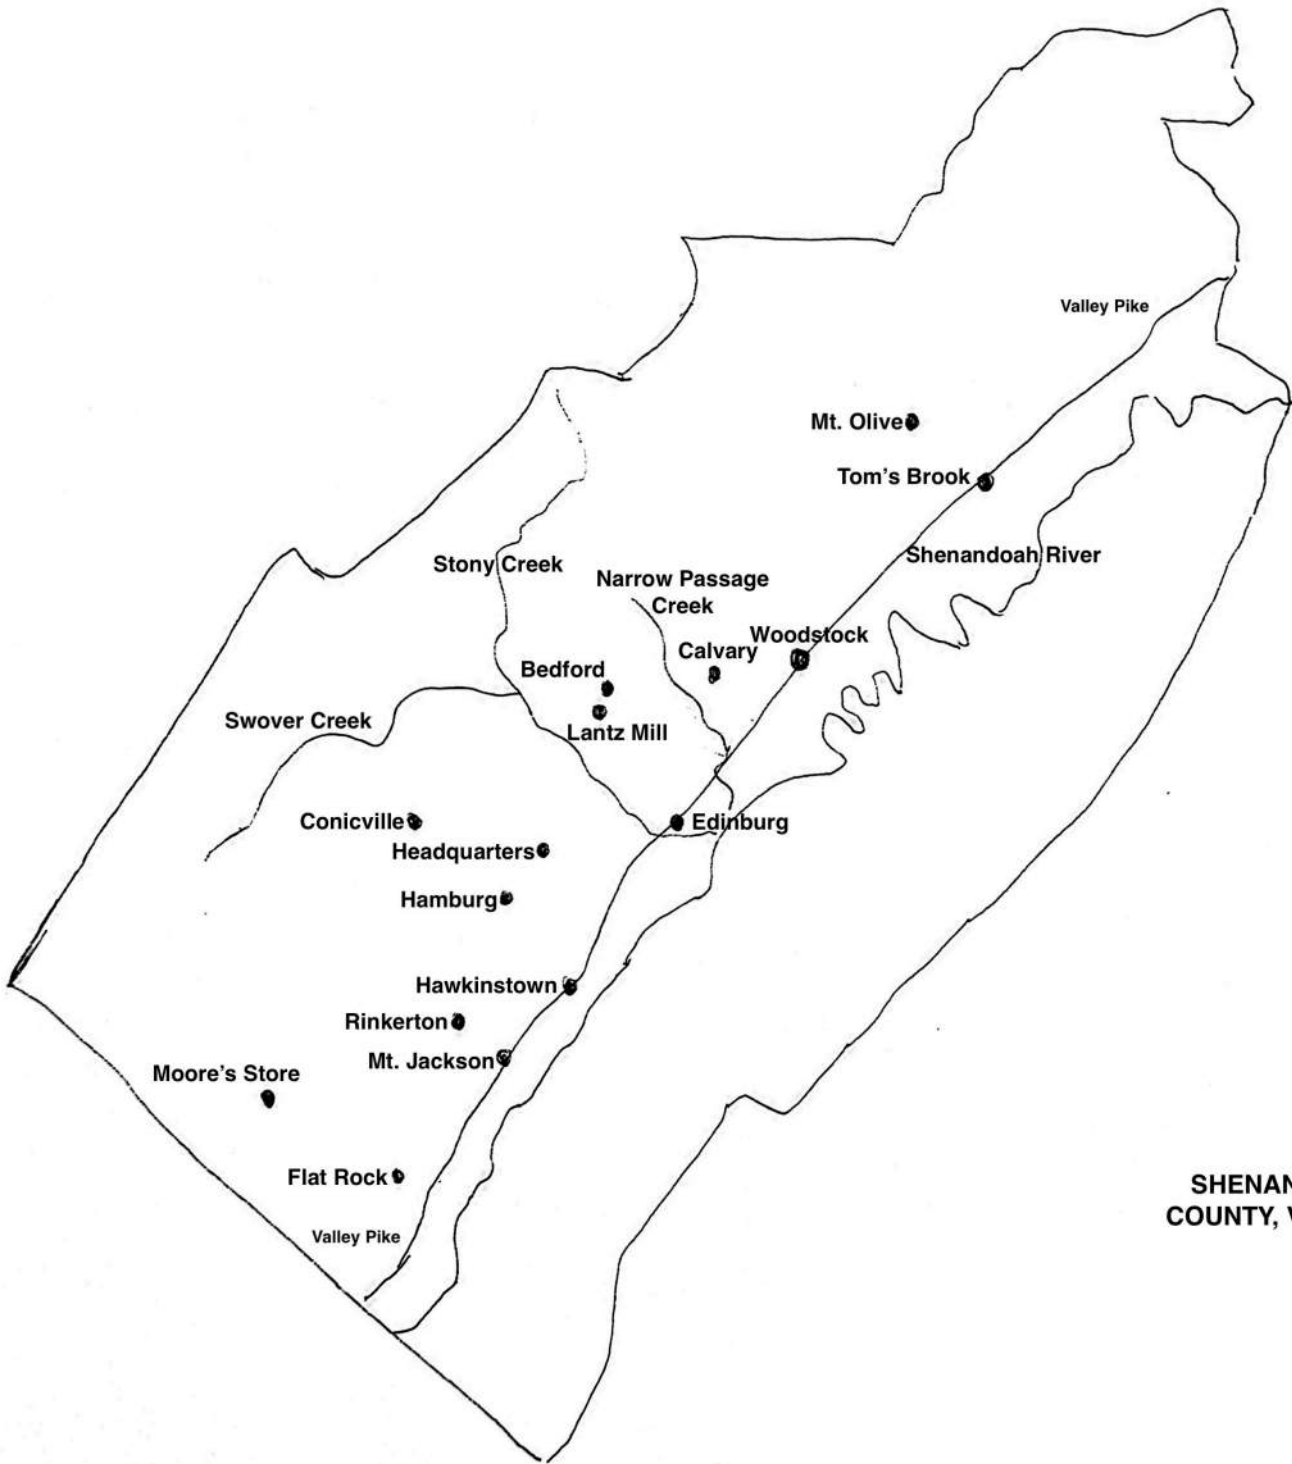 Valley Pike
Mt. Olive
Tom's Brook
Shenandoah River
Stony Creek
Narrow Passage
Creek
Woodstock
Calvary
Bedford
Swover Creek
Lantz Mill
Conicville
Edinburg
Headquarters
Hamburg
Hawkinstown
Rinkerton
Mt. Jackson
Moore's Store
Flat Rock
Valley Pike
SHENAN
COUNTY, V